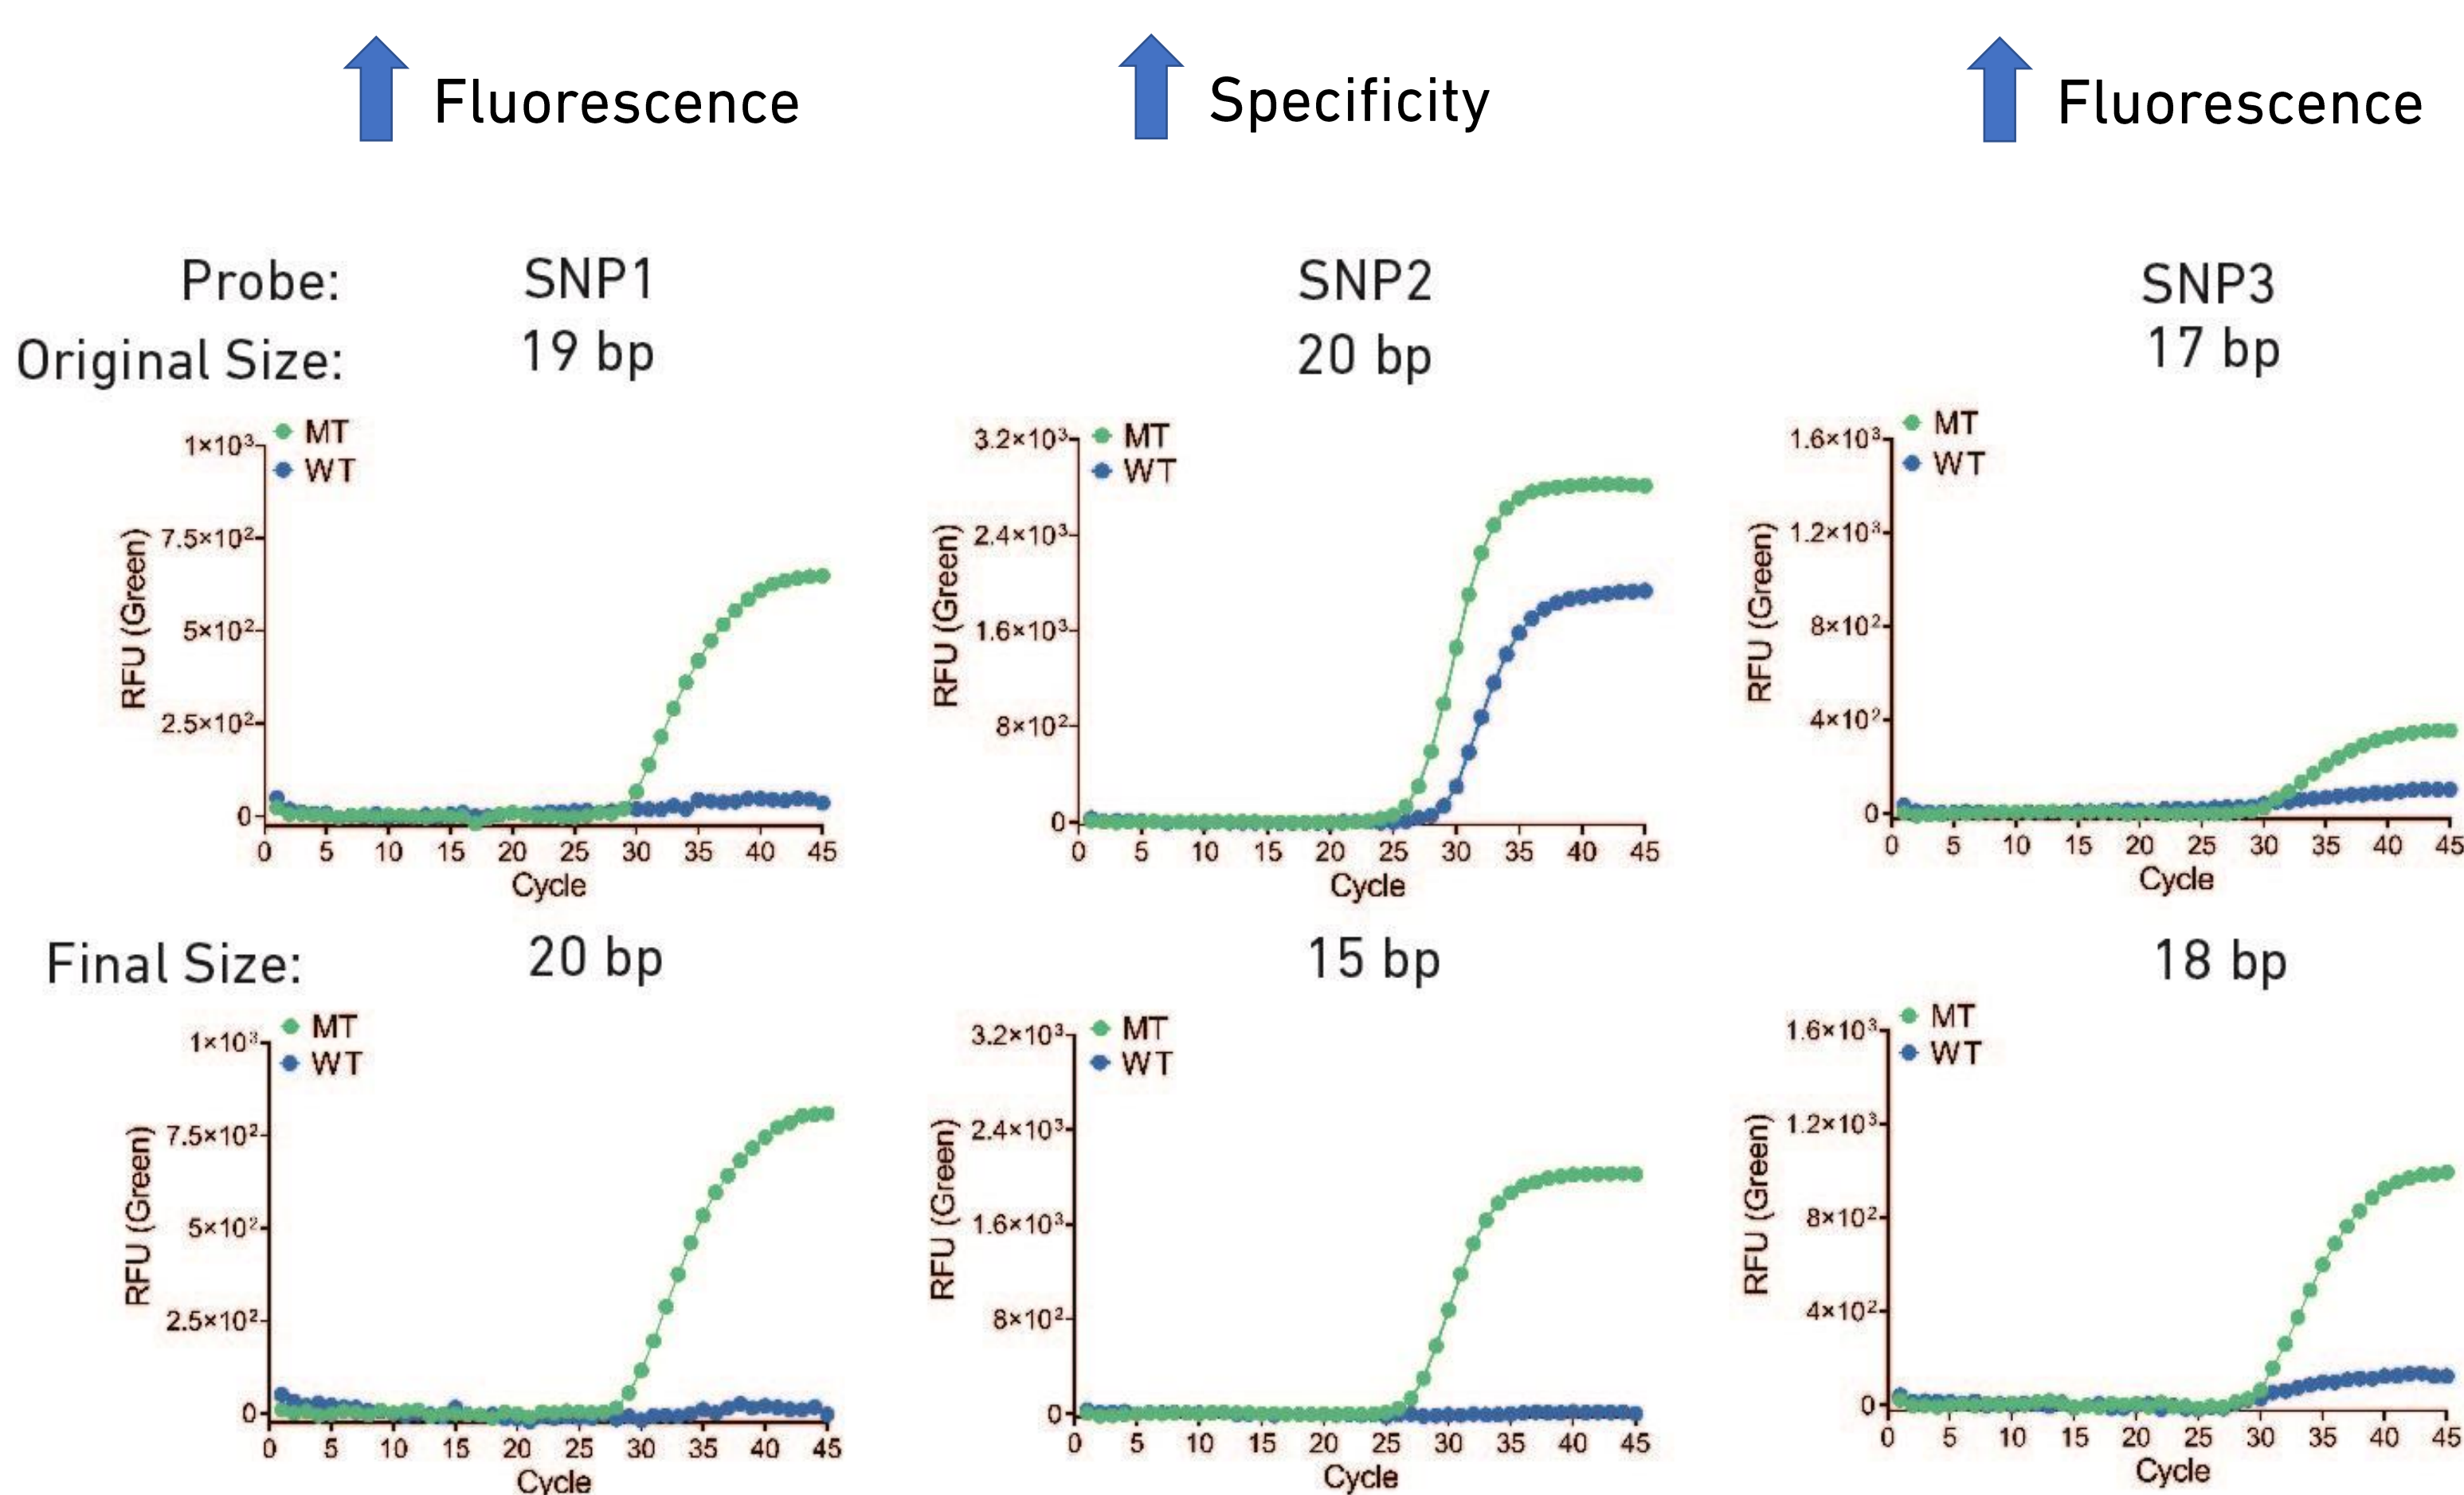 Fluorescence
Specificity
Fluorescence
Probe: SNP1 SNP2 SNP3
Original Size: 19 bp 20 bp 17 bp
MT
WT
RFU (Green)
1×10³
7.5×10²
5×10²
2.5×10²
0
0 5 10 15 20 25 30 35 40 45
Cycle
MT
WT
RFU (Green)
3.2×10³
2.4×10³
1.6×10³
8×10²
0
0 5 10 15 20 25 30 35 40 45
Cycle
MT
WT
RFU (Green)
1.6×10³
1.2×10³
8×10²
4×10²
0
0 5 10 15 20 25 30 35 40 45
Cycle
Final Size: 20 bp 15 bp 18 bp
MT
WT
RFU (Green)
1×10³
7.5×10²
5×10²
2.5×10²
0
0 5 10 15 20 25 30 35 40 45
Cycle
MT
WT
RFU (Green)
3.2×10³
2.4×10³
1.6×10³
8×10²
0
0 5 10 15 20 25 30 35 40 45
Cycle
MT
WT
RFU (Green)
1.6×10³
1.2×10³
8×10²
4×10²
0
0 5 10 15 20 25 30 35 40 45
Cycle